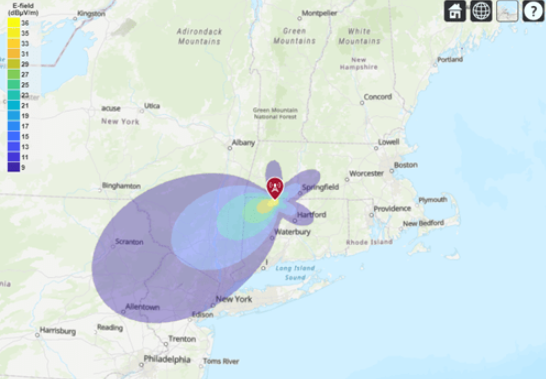 E-field
(dBµV/m)
36
35
33
31
29
27
25
23
21
19
17
15
13
11
9
?
Kingston
Montpelier
Adirondack
Mountains
Green
Mountains
White
Mountains
New
Hampshire
Portland
Concord
acuse
Utica
New York
Green Mountain
National Forest
Albany
Lowell
Boston
Worcester
Binghamton
Springfield
Plymouth
Providence
Hartford
New Bedford
Waterbury
Rhode Island
Scranton
Long Island
Sound
nia
New York
Allentown
Edison
Harrisburg
Reading
Trenton
Philadelphia
Toms River